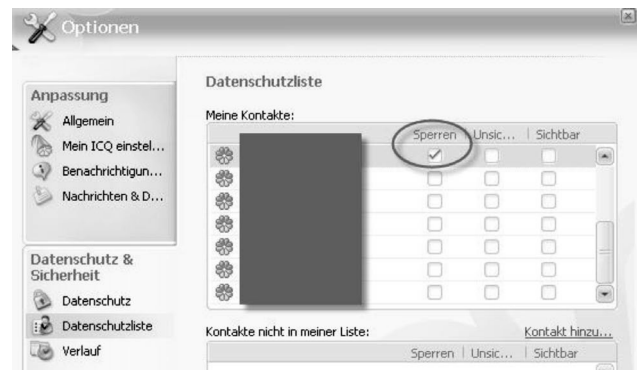 Optionen
Anpassung
Allgemein
Mein ICQ einstel...
Benachrichtigun...
Nachrichten & D...
Datenschutz &
Sicherheit
Datenschutz
Datenschutzliste
Verlauf
Datenschutzliste
Meine Kontakte:
Sperren Unsic... Sichtbar
Kontakte nicht in meiner Liste: Kontakt hinzu...
Sperren Unsic... Sichtbar